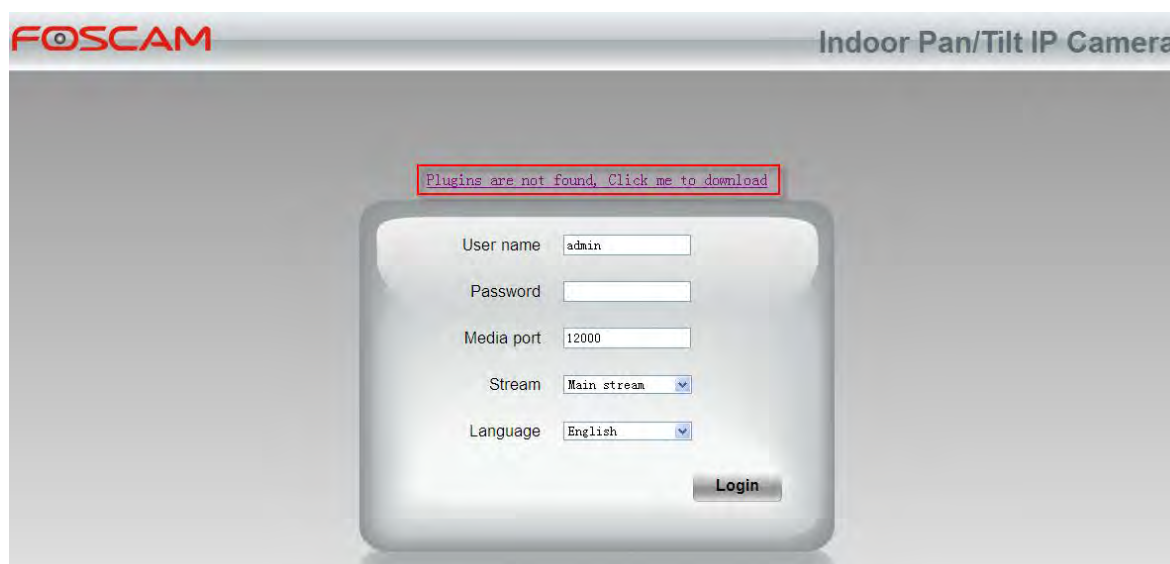 FOSCAM
Indoor Pan/Tilt IP Camera
Plugins are not found, Click me to download
User name admin
Password
Media port 12000
Stream Main stream
Language English
Login